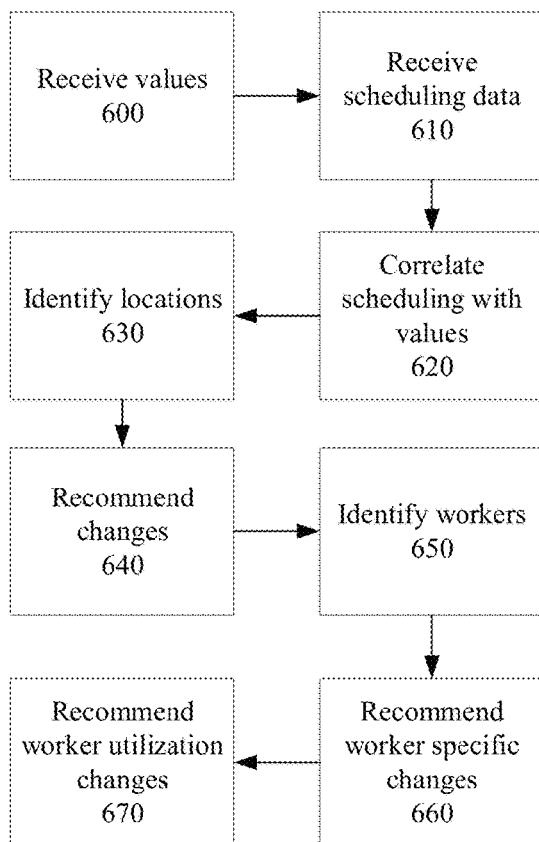 Receive values
600
Receive
scheduling data
610
Correlate
scheduling with
values
620
Identify locations
630
Recommend
changes
640
Identify workers
650
Recommend
worker specific
changes
660
Recommend
worker utilization
changes
670